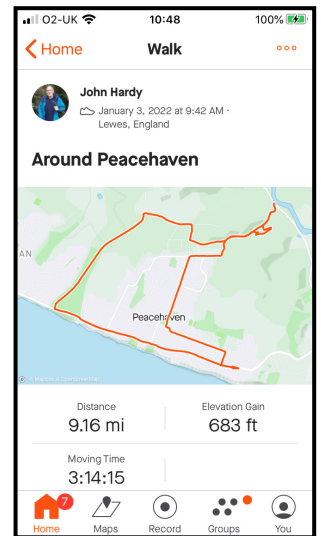 O2-UK 10:48 100%
Home Walk
John Hardy
January 3, 2022 at 9:42 AM ·
Lewes, England
Around Peacehaven
AN
Peacehaven
Distance Elevation Gain
9.16 mi 683 ft
Moving Time
3:14:15
7
Home Maps Record Groups You